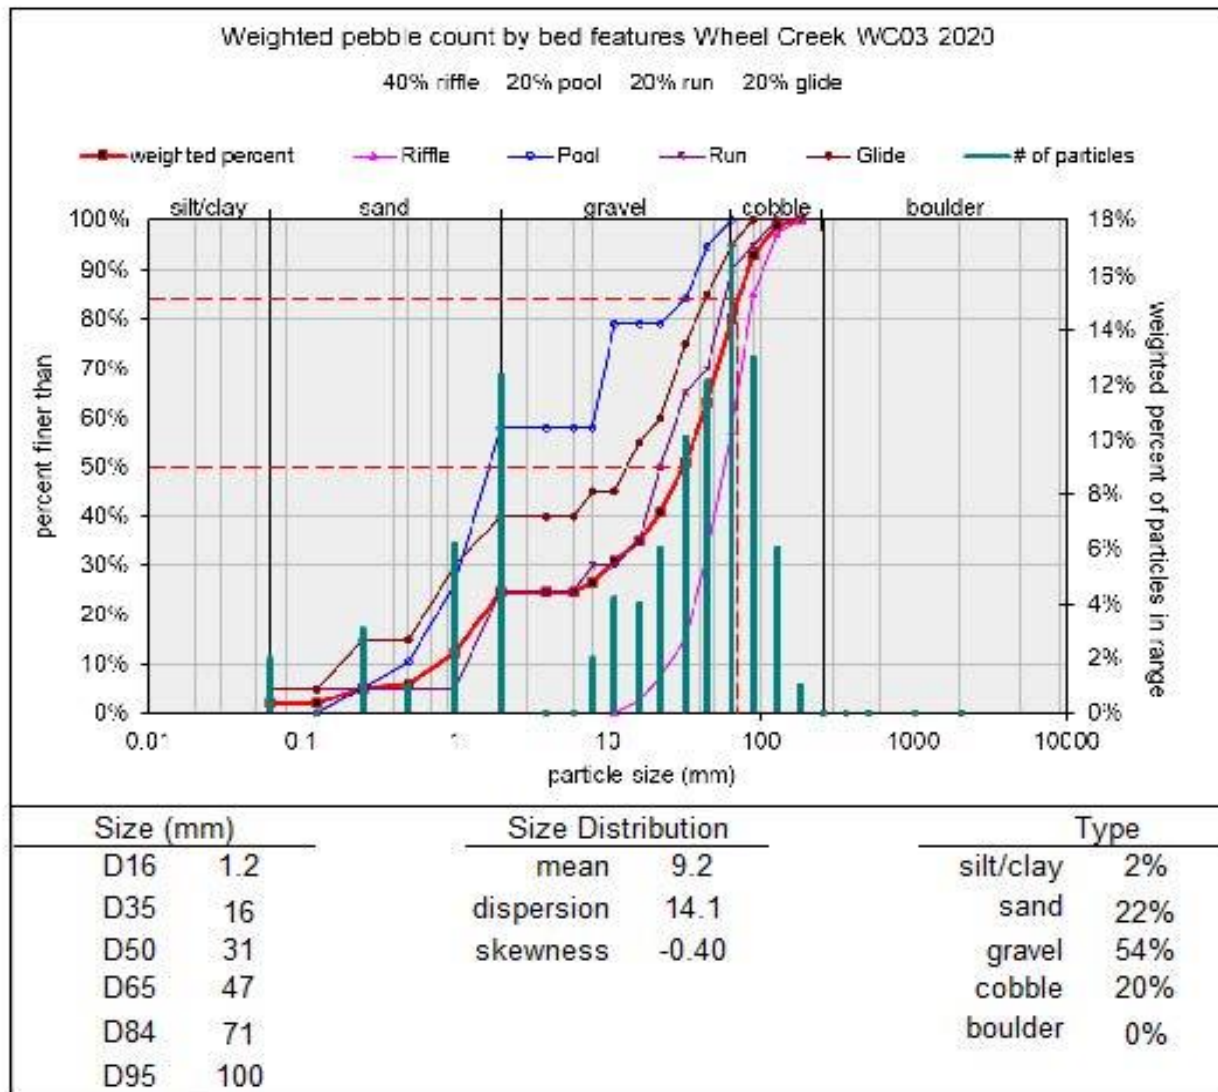 Weighted pebble count by bed features Wheel Creek WC03 2020
40% riffle 20% pool 20% run 20% glide
weighted percent Riffle Pool Run Glide # of particles
silt/clay sand gravel cobble boulder
100% 18%
90% 16%
80% 14%
70% 12%
60% 10%
50% 8%
40% 6%
30% 4%
20% 2%
10% 0%
0%
percent finer than
weighted percent of particles in range
0.01 0.1 1 10 100 1000 10000
particle size (mm)
Size (mm) Size Distribution Type
D16 1.2 mean 9.2 silt/clay 2%
D35 16 dispersion 14.1 sand 22%
D50 31 skewness -0.40 gravel 54%
D65 47 cobble 20%
D84 71 boulder 0%
D95 100